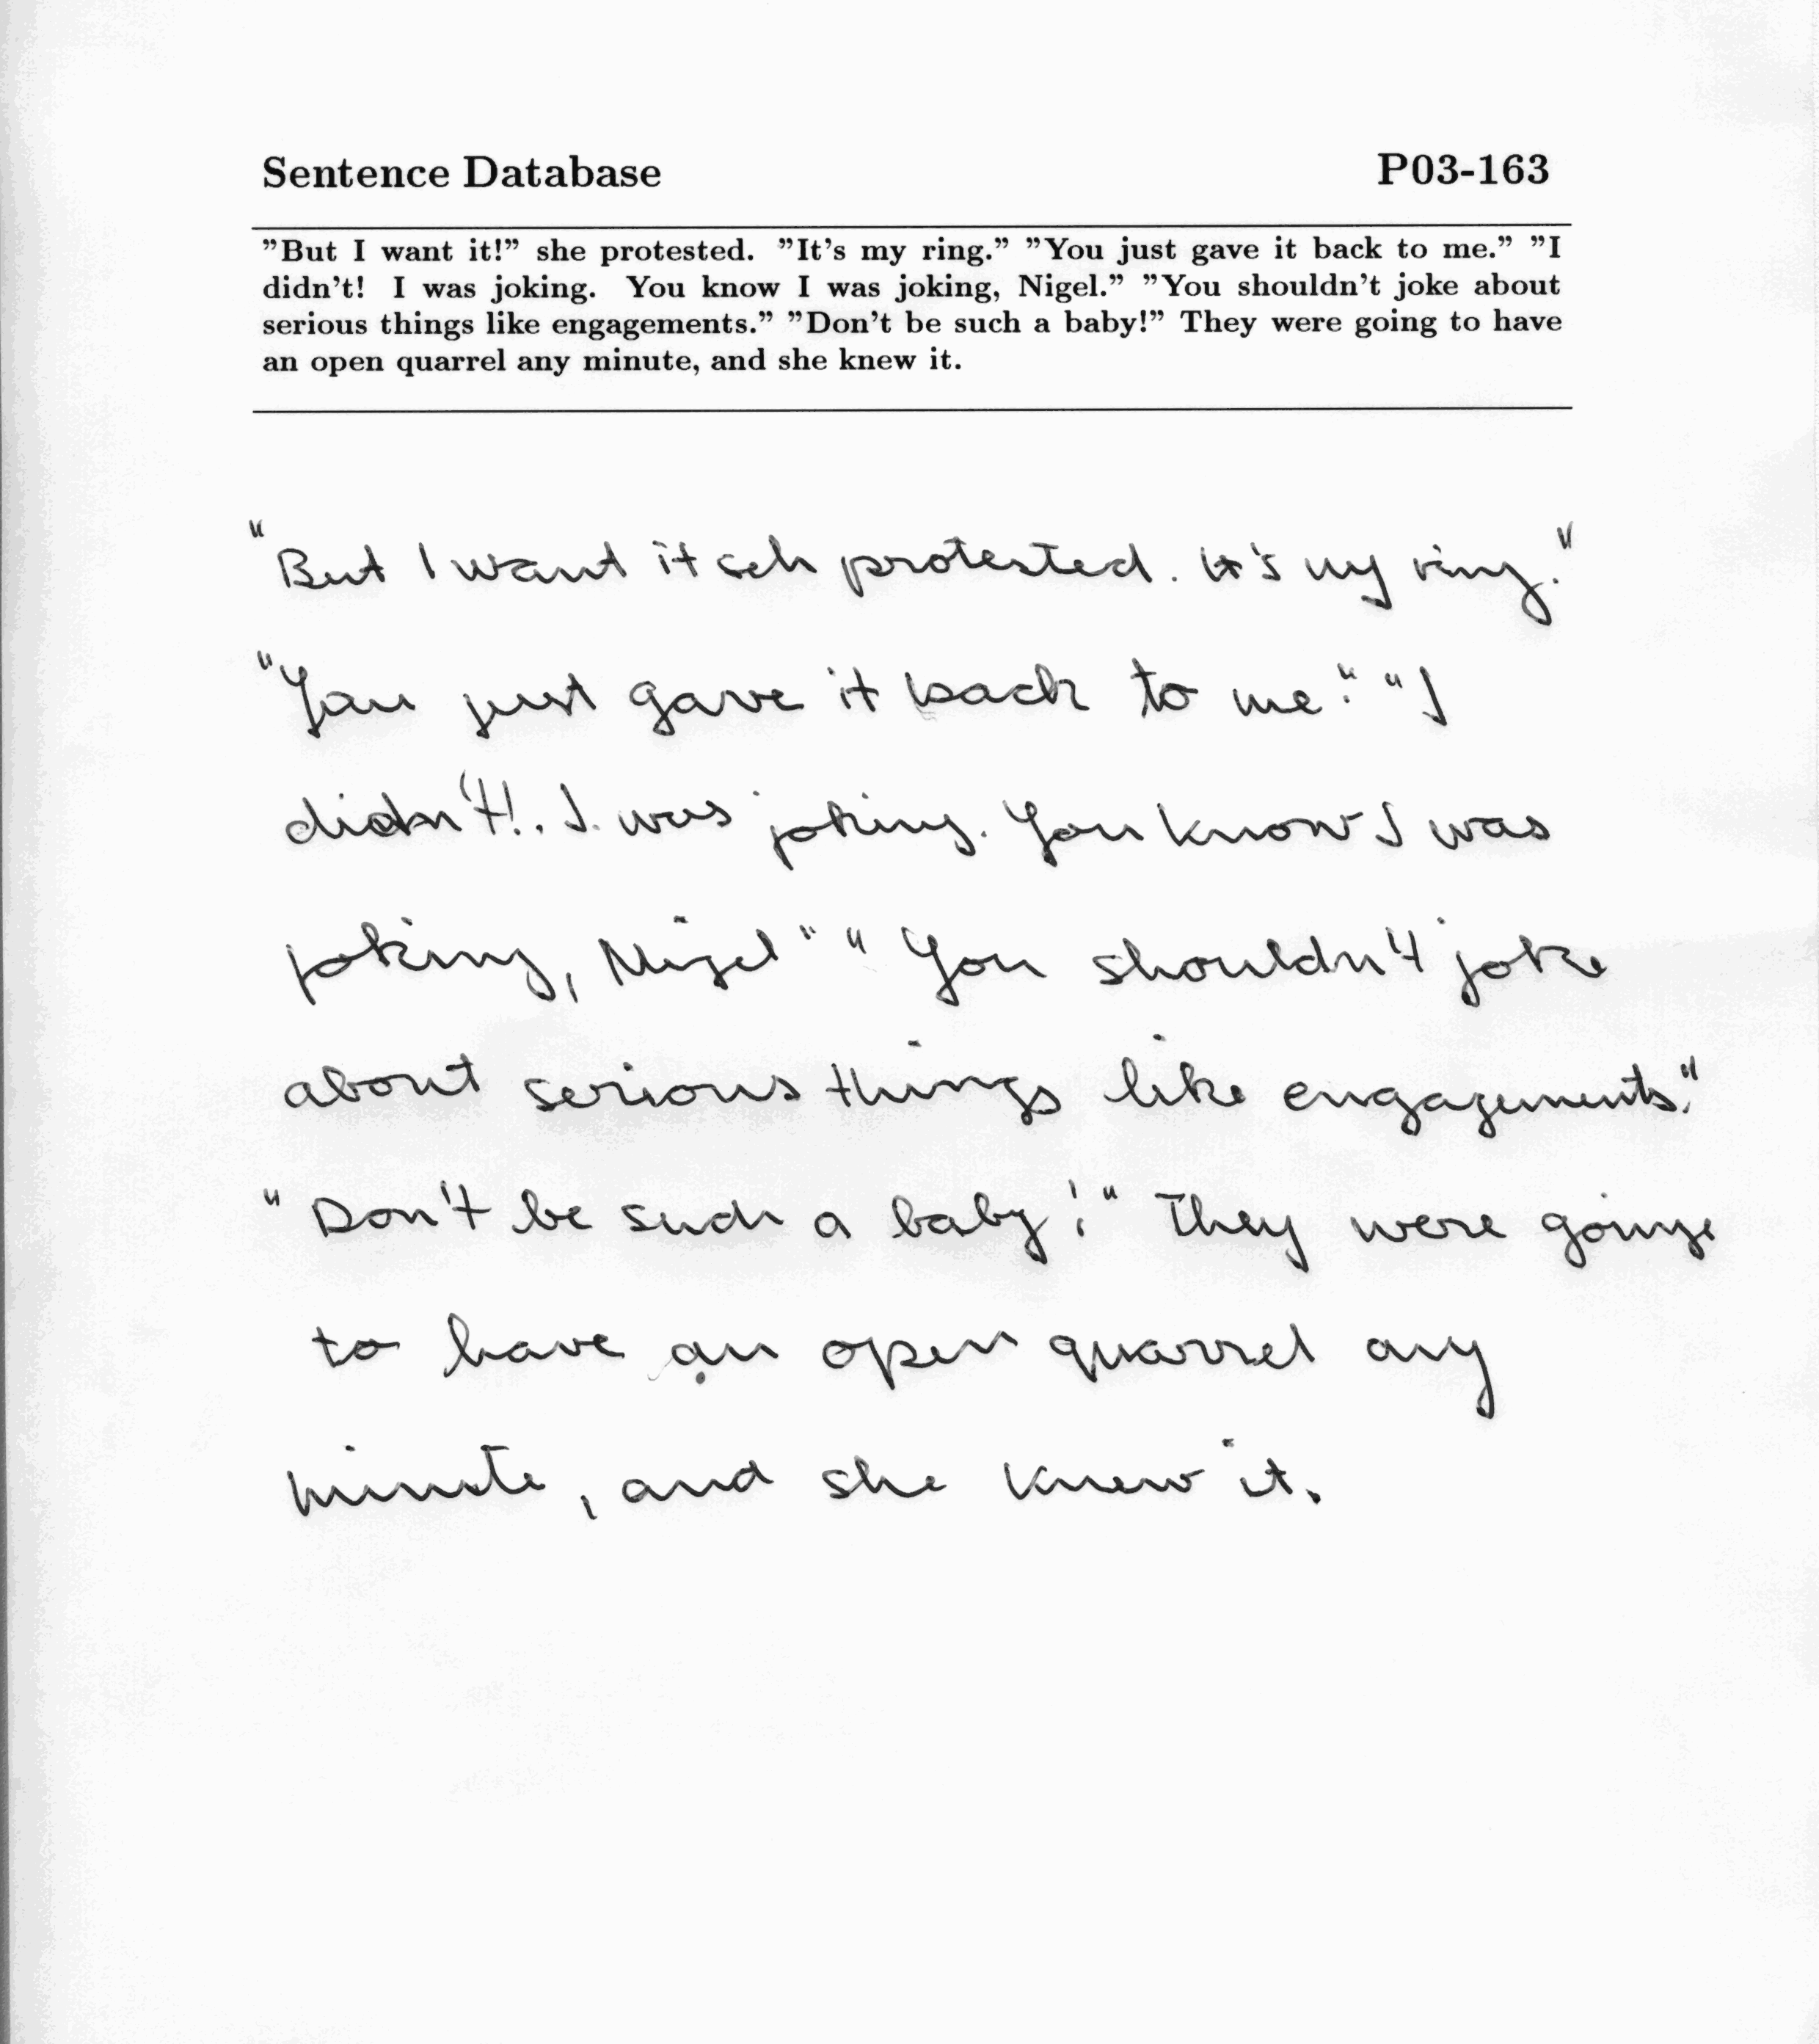 Sentence Database P03-163
"But I want it!" she protested. "It's my ring." "You just gave it back to me." "I
didn't! I was joking. You know I was joking, Nigel." "You shouldn't joke about
serious things like engagements." "Don't be such a baby!" They were going to have
an open quarrel any minute, and she knew it.
"But I want it seh protested. It's my ring."
"You just gave it back to me." "I
didn't!. I. was joking. You know I was
joking, Nigel" "You shouldn't joke
about serious things like engagements."
"Don't be such a baby!" They were going
to have an open quarrel any
minute, and she knew it.